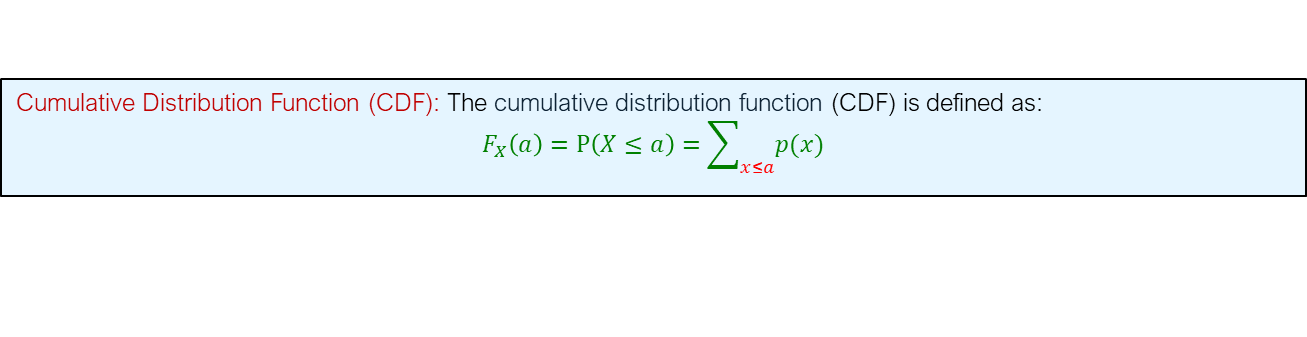 Cumulative Distribution Function (CDF): The cumulative distribution function (CDF) is defined as:
F_X(a) = P(X ≤ a) = ∑_{x≤a} p(x)